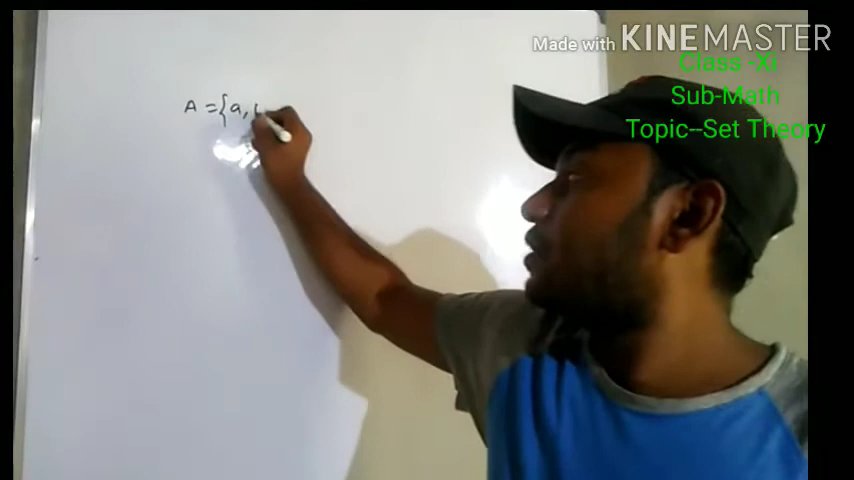 Made with KINEMASTER
Class -Xi
Sub-Math
Topic--Set Theory
A = {a,